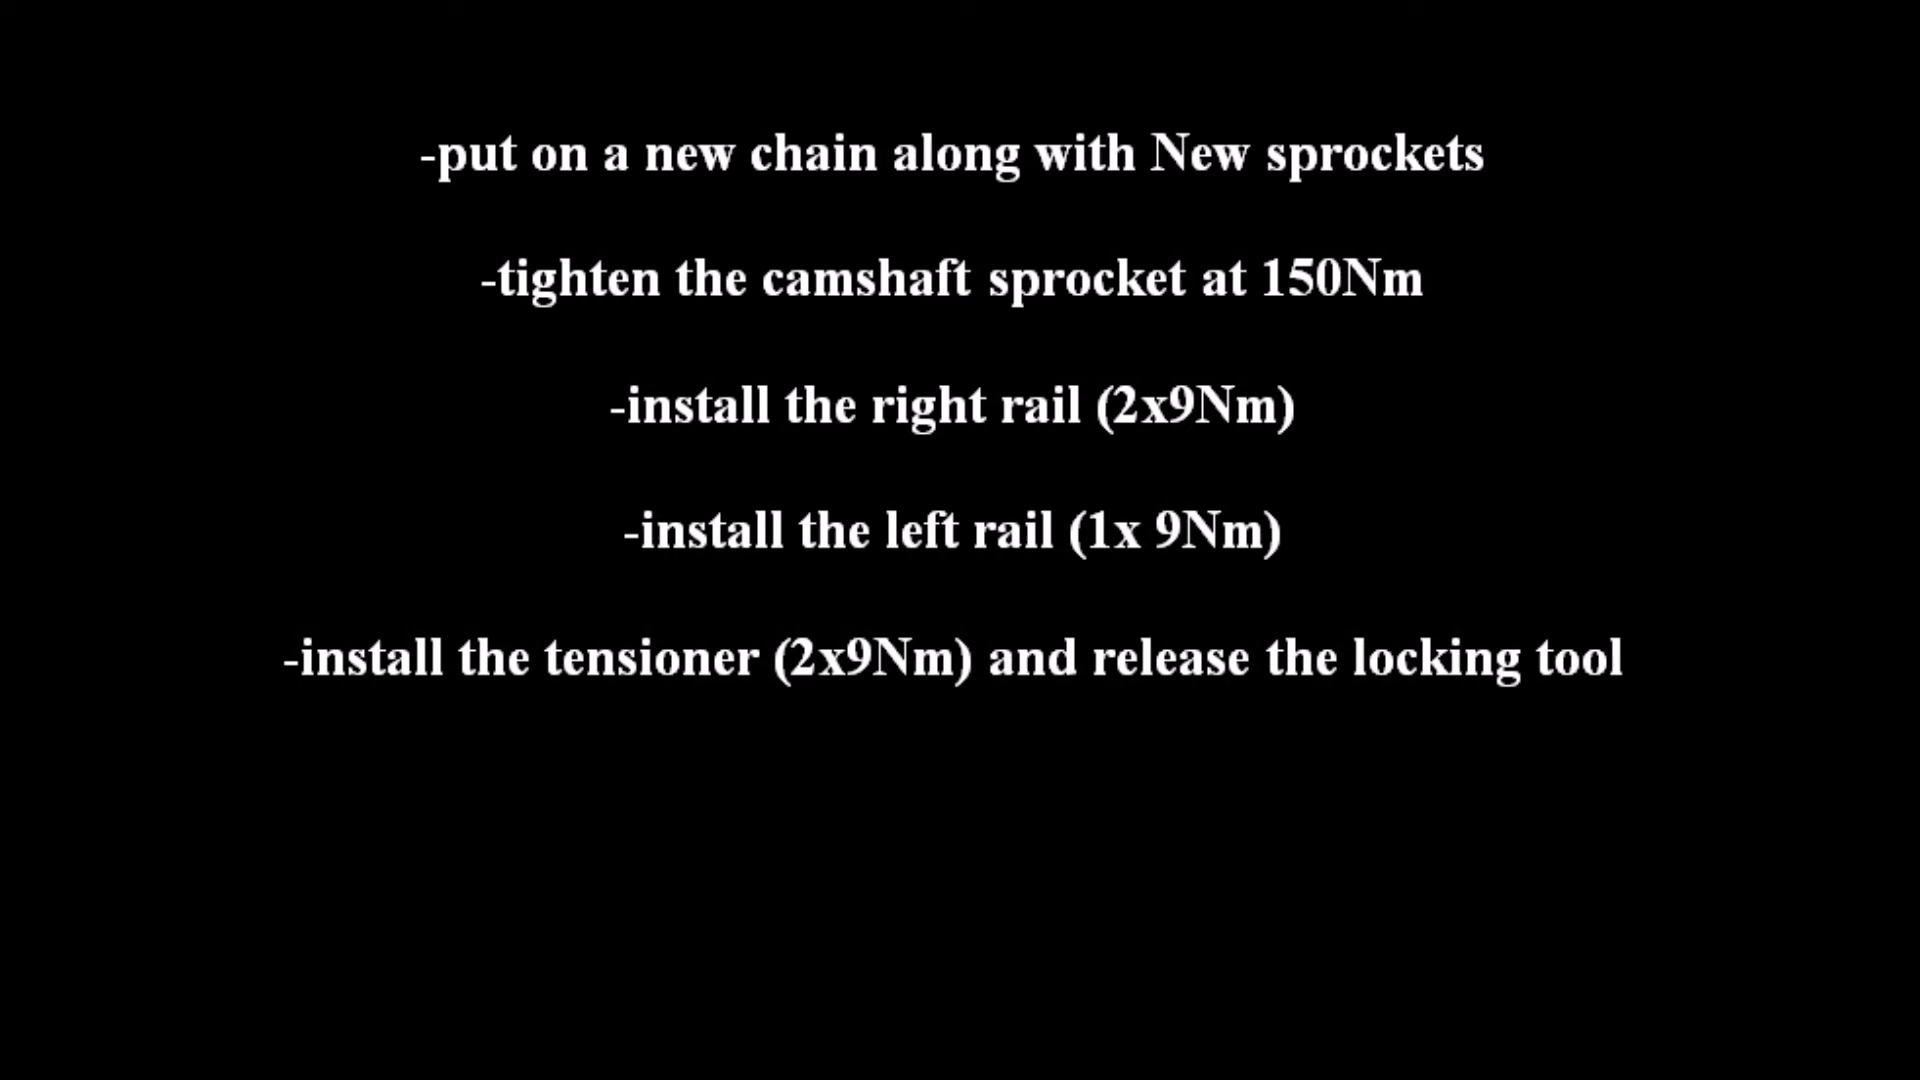 -put on a new chain along with New sprockets
-tighten the camshaft sprocket at 150Nm
-install the right rail (2x9Nm)
-install the left rail (1x 9Nm)
-install the tensioner (2x9Nm) and release the locking tool